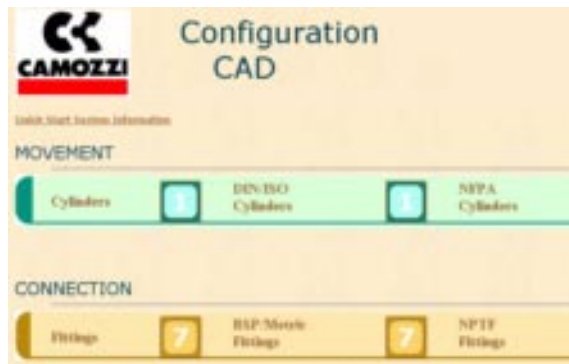 Configuration
CAD
CAMOZZI
Quick Start System Information
MOVEMENT
Cylinders 1 DIN/ISO Cylinders 1 NFPA Cylinders
CONNECTION
Fittings 7 BSP/Metric Fittings 7 NPTF Fittings